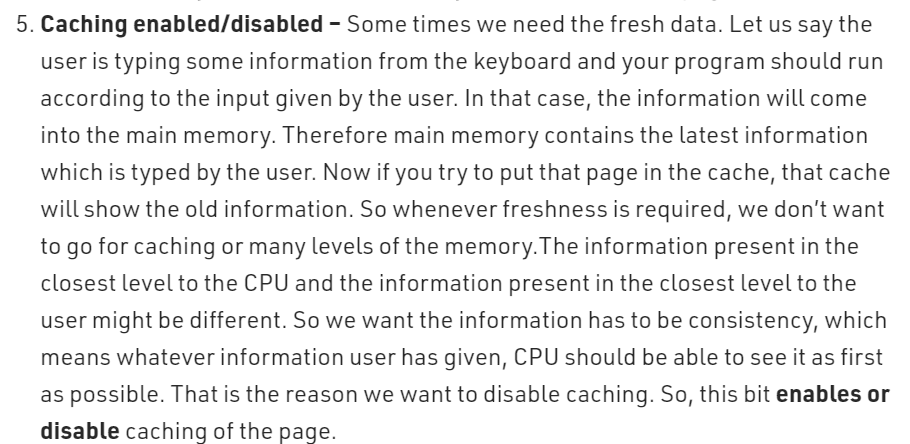 5. Caching enabled/disabled – Some times we need the fresh data. Let us say the
user is typing some information from the keyboard and your program should run
according to the input given by the user. In that case, the information will come
into the main memory. Therefore main memory contains the latest information
which is typed by the user. Now if you try to put that page in the cache, that cache
will show the old information. So whenever freshness is required, we don’t want
to go for caching or many levels of the memory.The information present in the
closest level to the CPU and the information present in the closest level to the
user might be different. So we want the information has to be consistency, which
means whatever information user has given, CPU should be able to see it as first
as possible. That is the reason we want to disable caching. So, this bit enables or
disable caching of the page.